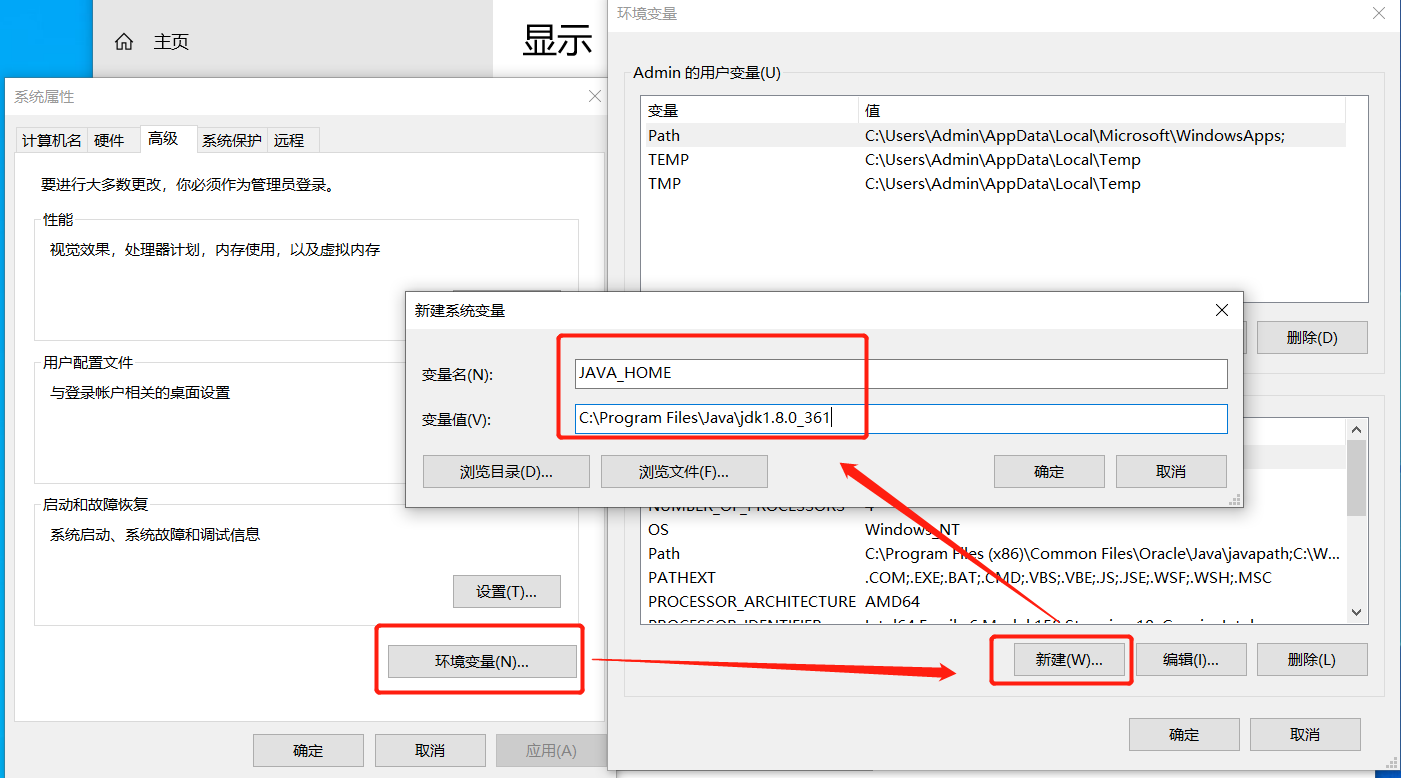 主页
显示
系统属性
计算机名 硬件 高级 系统保护 远程
要进行大多数更改，你必须作为管理员登录。
性能
视觉效果，处理器计划，内存使用，以及虚拟内存
用户配置文件
与登录帐户相关的桌面设置
启动和故障恢复
系统启动、系统故障和调试信息
设置(T)...
环境变量(N)...
确定 取消 应用(A)
环境变量
Admin 的用户变量(U)
变量 值
Path C:\Users\Admin\AppData\Local\Microsoft\WindowsApps;
TEMP C:\Users\Admin\AppData\Local\Temp
TMP C:\Users\Admin\AppData\Local\Temp
删除(D)
新建系统变量
变量名(N): JAVA_HOME
变量值(V): C:\Program Files\Java\jdk1.8.0_361
浏览目录(D)... 浏览文件(F)... 确定 取消
NUMBER_OF_PROCESSORS 4
OS Windows_NT
Path C:\Program Files (x86)\Common Files\Oracle\Java\javapath;C:\W...
PATHEXT .COM;.EXE;.BAT;.CMD;.VBS;.VBE;.JS;.JSE;.WSF;.WSH;.MSC
PROCESSOR_ARCHITECTURE AMD64
PROCESSOR_IDENTIFIER
新建(W)... 编辑(I)... 删除(L)
确定 取消